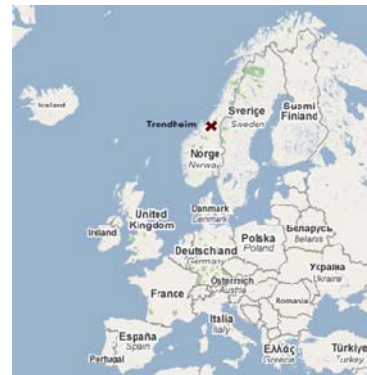 Iceland
Sverige
Sweden
Suomi
Finland
Trondheim
Norge
Norway
Danmark
Denmark
United
Kingdom
Ireland
Беларусь
Belarus
Polska
Poland
Deutschland
Germany
Україна
Ukraine
Österreich
Austria
France
Romania
Italia
Italy
España
Spain
Portugal
Ελλάς
Greece
Türkiye
Turkey